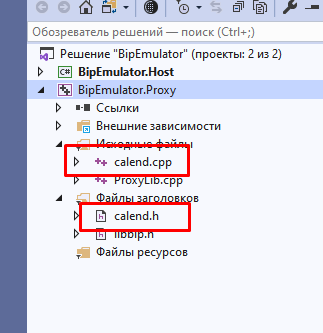 Обозреватель решений — поиск (Ctrl+;)
Решение "BipEmulator" (проекты: 2 из 2)
C# BipEmulator.Host
BipEmulator.Proxy
Ссылки
Внешние зависимости
Исходные файлы
calend.cpp
ProxyLib.cpp
Файлы заголовков
calend.h
libbip.h
Файлы ресурсов